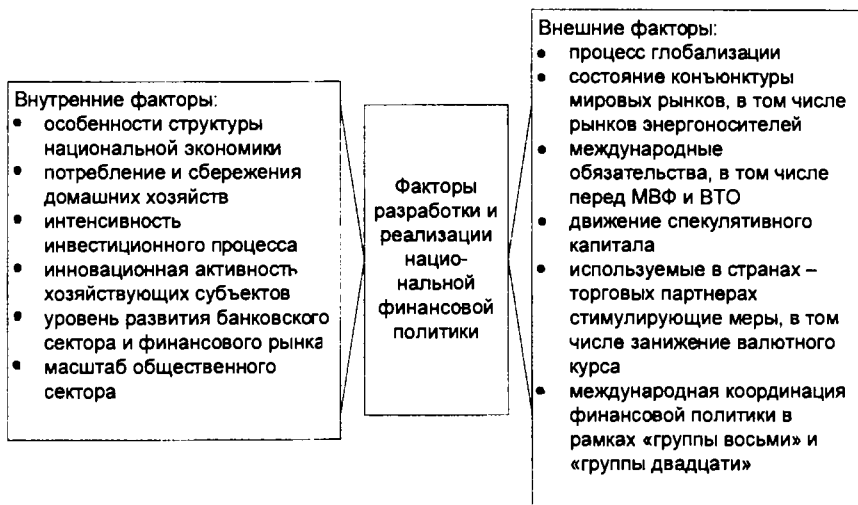 Внутренние факторы:
• особенности структуры
национальной экономики
• потребление и сбережения
домашних хозяйств
• интенсивность
инвестиционного процесса
• инновационная активность
хозяйствующих субъектов
• уровень развития банковского
сектора и финансового рынка
• масштаб общественного
сектора
Факторы
разработки и
реализации
нацио-
нальной
финансовой
политики
Внешние факторы:
• процесс глобализации
• состояние конъюнктуры
мировых рынков, в том числе
рынков энергоносителей
• международные
обязательства, в том числе
перед МВФ и ВТО
• движение спекулятивного
капитала
• используемые в странах –
торговых партнерах
стимулирующие меры, в том
числе занижение валютного
курса
• международная координация
финансовой политики в
рамках «группы восьми» и
«группы двадцати»